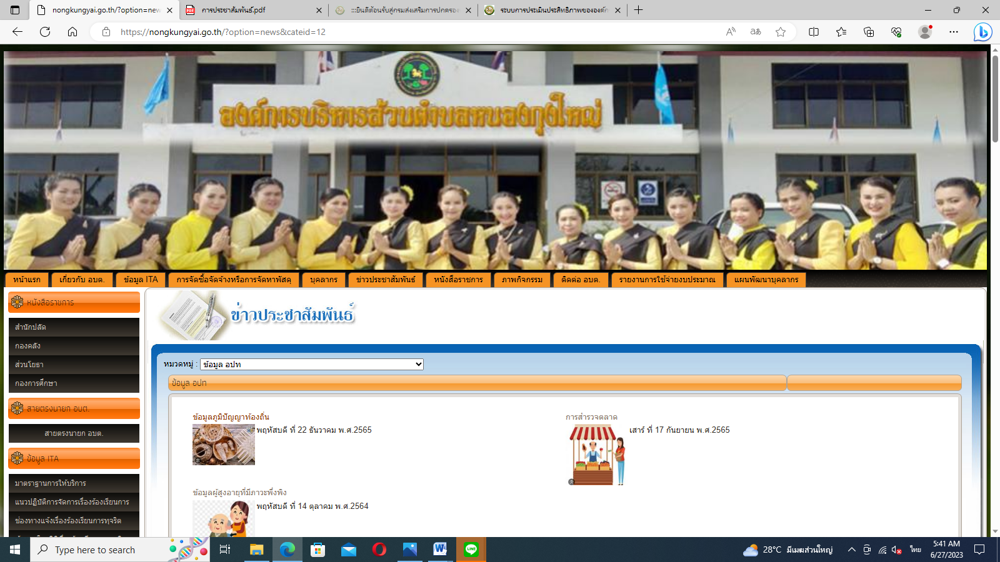 nongkungyai.go.th/?option=new
การประชาสัมพันธ์.pdf
:::ยินดีต้อนรับสู่กรมส่งเสริมการปกครอง
ระบบการประเมินประสิทธิภาพขององค์ก
https://nongkungyai.go.th/?option=news&cateid=12
องค์การบริหารส่วนตำบลหนองกุงใหญ่
หน้าแรก
เกี่ยวกับ อบต.
ข้อมูล ITA
การจัดซื้อจัดจ้างหรือการจัดหาพัสดุ
บุคลากร
ข่าวประชาสัมพันธ์
หนังสือราชการ
ภาพกิจกรรม
ติดต่อ อบต.
รายงานการใช้จ่ายงบประมาณ
แผนพัฒนาบุคลากร
หนังสือราชการ
สำนักปลัด
กองคลัง
ส่วนโยธา
กองการศึกษา
สายตรงนายก อบต.
สายตรงนายก อบต.
ข้อมูล ITA
มาตราฐานการให้บริการ
แนวปฏิบัติการจัดการเรื่องร้องเรียนการ
ช่องทางแจ้งเรื่องร้องเรียนการทุจริต
ข่าวประชาสัมพันธ์
หมวดหมู่ : ข้อมูล อปท
ข้อมูล อปท
ข้อมูลภูมิปัญญาท้องถิ่น
พฤหัสบดี ที่ 22 ธันวาคม พ.ศ.2565
การสำรวจตลาด
เสาร์ ที่ 17 กันยายน พ.ศ.2565
ข้อมูลผู้สูงอายุที่มีภาวะพึ่งพิง
พฤหัสบดี ที่ 14 ตุลาคม พ.ศ.2564
Type here to search
28°C มีเมฆส่วนใหญ่
ไทย
5:41 AM
6/27/2023